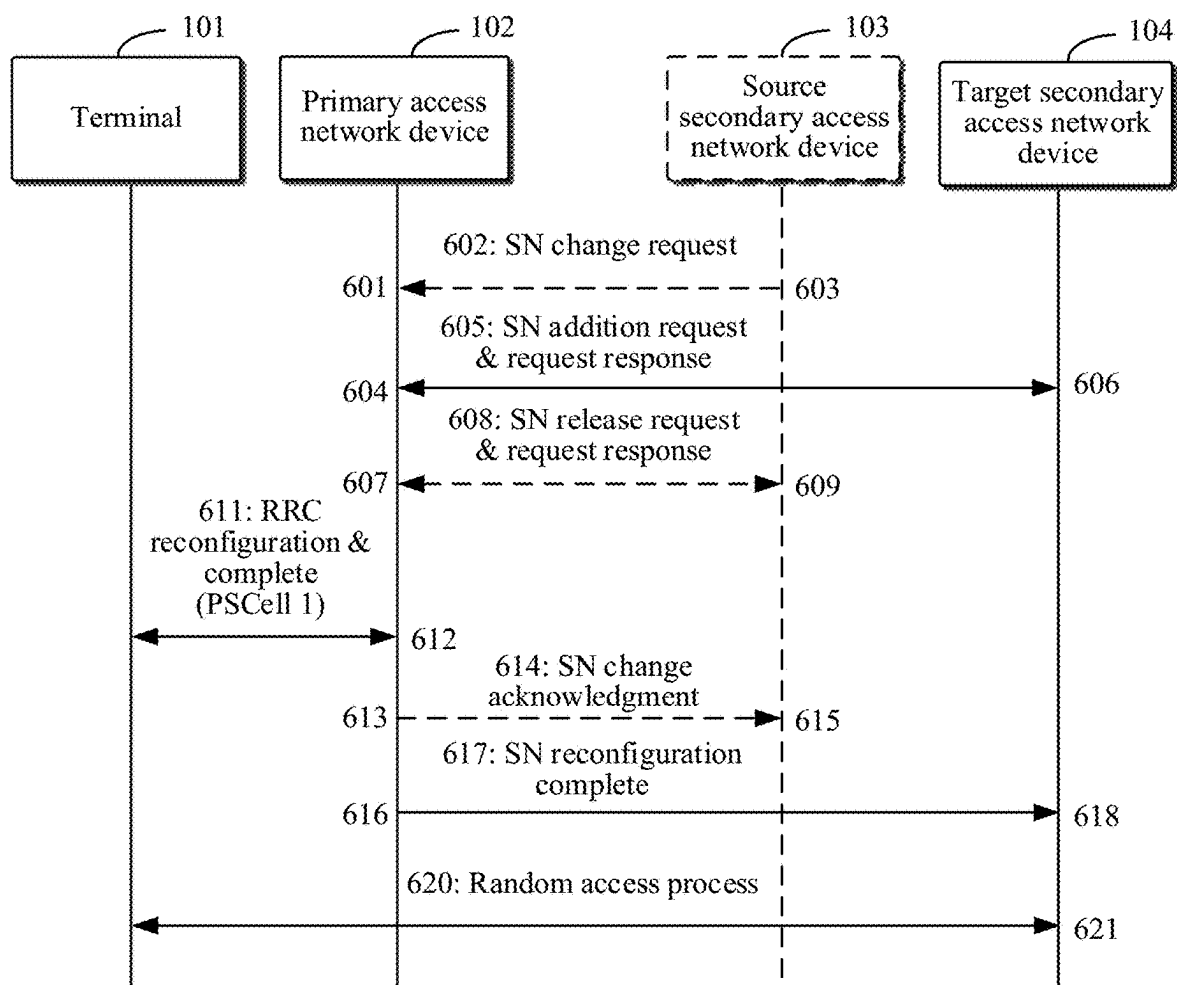 101
102
103
104
Terminal
Primary access
network device
Source
secondary access
network device
Target secondary
access network
device
602: SN change request
601
603
605: SN addition request
& request response
604
606
608: SN release request
& request response
607
609
611: RRC
reconfiguration &
complete
(PSCell 1)
612
614: SN change
acknowledgment
613
615
617: SN reconfiguration
complete
616
618
620: Random access process
621